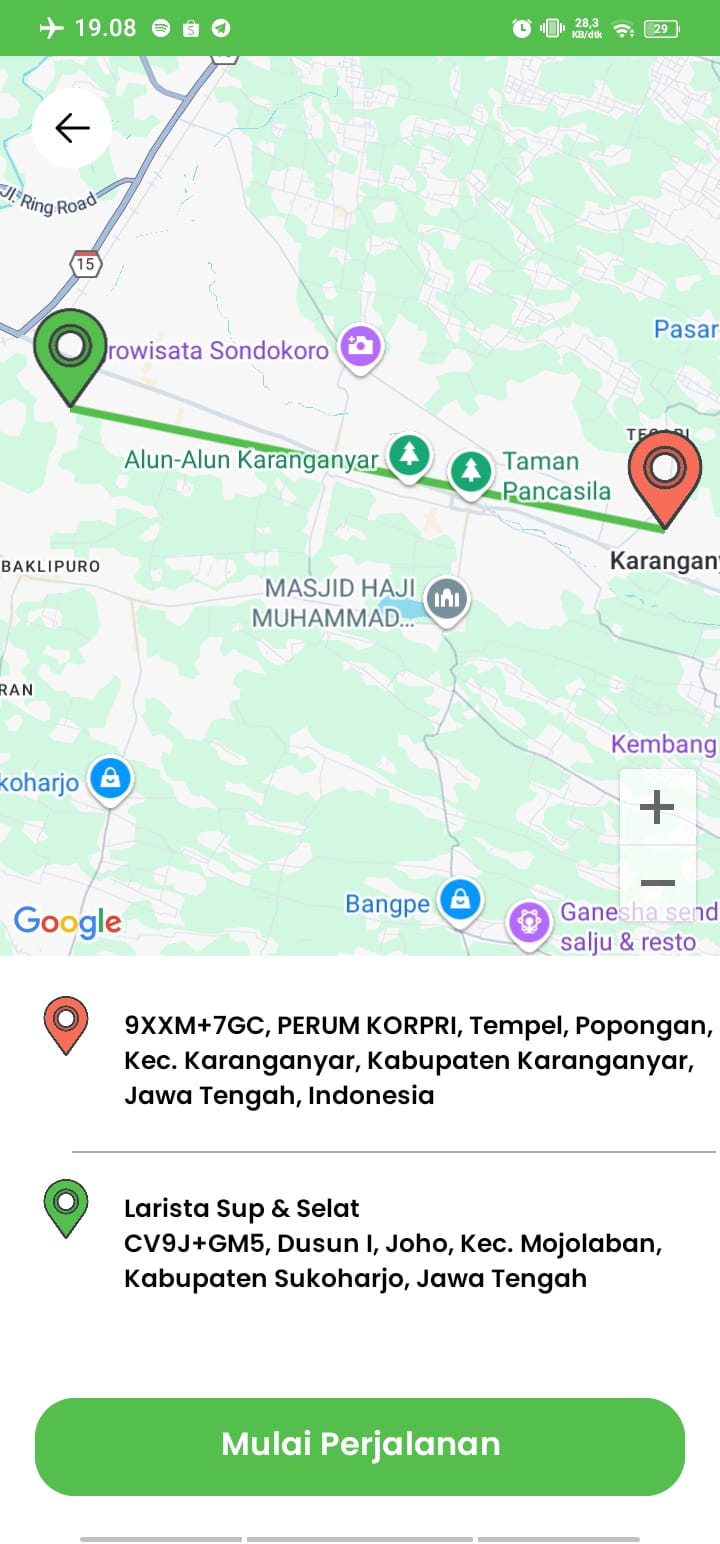 19.08
28,3
KB/dtk
29
Jl. Ring Road
15
rowisata Sondokoro
Pasar
Alun-Alun Karanganyar
Taman
Pancasila
Karangan
BAKLIPURO
MASJID HAJI
MUHAMMAD...
RAN
Kembang
koharjo
Bangpe
Ganesha send
salju & resto
Google
9XXM+7GC, PERUM KORPRI, Tempel, Popongan,
Kec. Karanganyar, Kabupaten Karanganyar,
Jawa Tengah, Indonesia
Larista Sup & Selat
CV9J+GM5, Dusun I, Joho, Kec. Mojolaban,
Kabupaten Sukoharjo, Jawa Tengah
Mulai Perjalanan